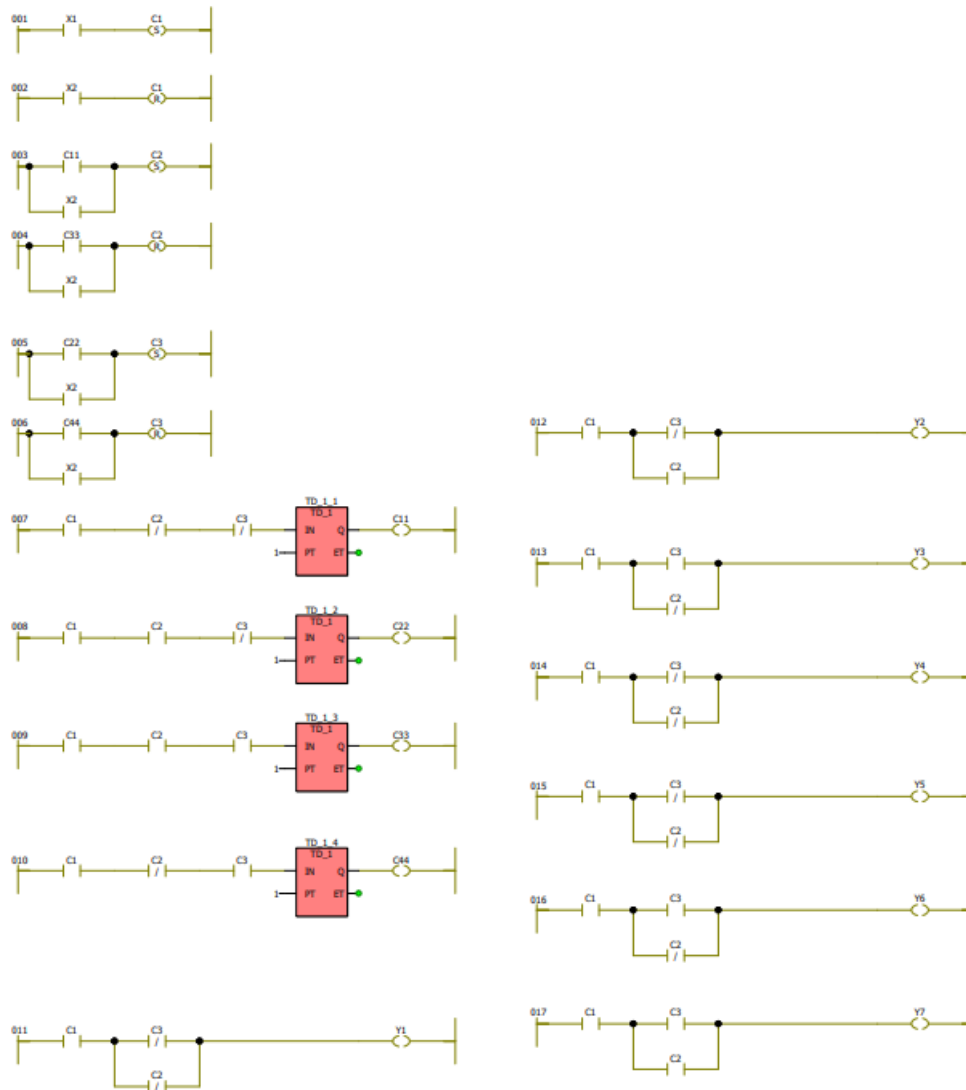 001 X1 C1
S
002 X2 C1
R
003 C11 C2
S
X2
004 C33 C2
R
X2
005 C22 C3
S
X2
006 C44 C3
R
X2
TD_1_1
TD_1
007 C1 C2 C3 IN Q C11
1 PT ET
TD_1_2
TD_1
008 C1 C2 C3 IN Q C22
1 PT ET
TD_1_3
TD_1
009 C1 C2 C3 IN Q C33
1 PT ET
TD_1_4
TD_1
010 C1 C2 C3 IN Q C44
1 PT ET
011 C1 C3 Y1
C2
012 C1 C3 Y2
C2
013 C1 C3 Y3
C2
014 C1 C3 Y4
C2
015 C1 C3 Y5
C2
016 C1 C3 Y6
C2
017 C1 C3 Y7
C2